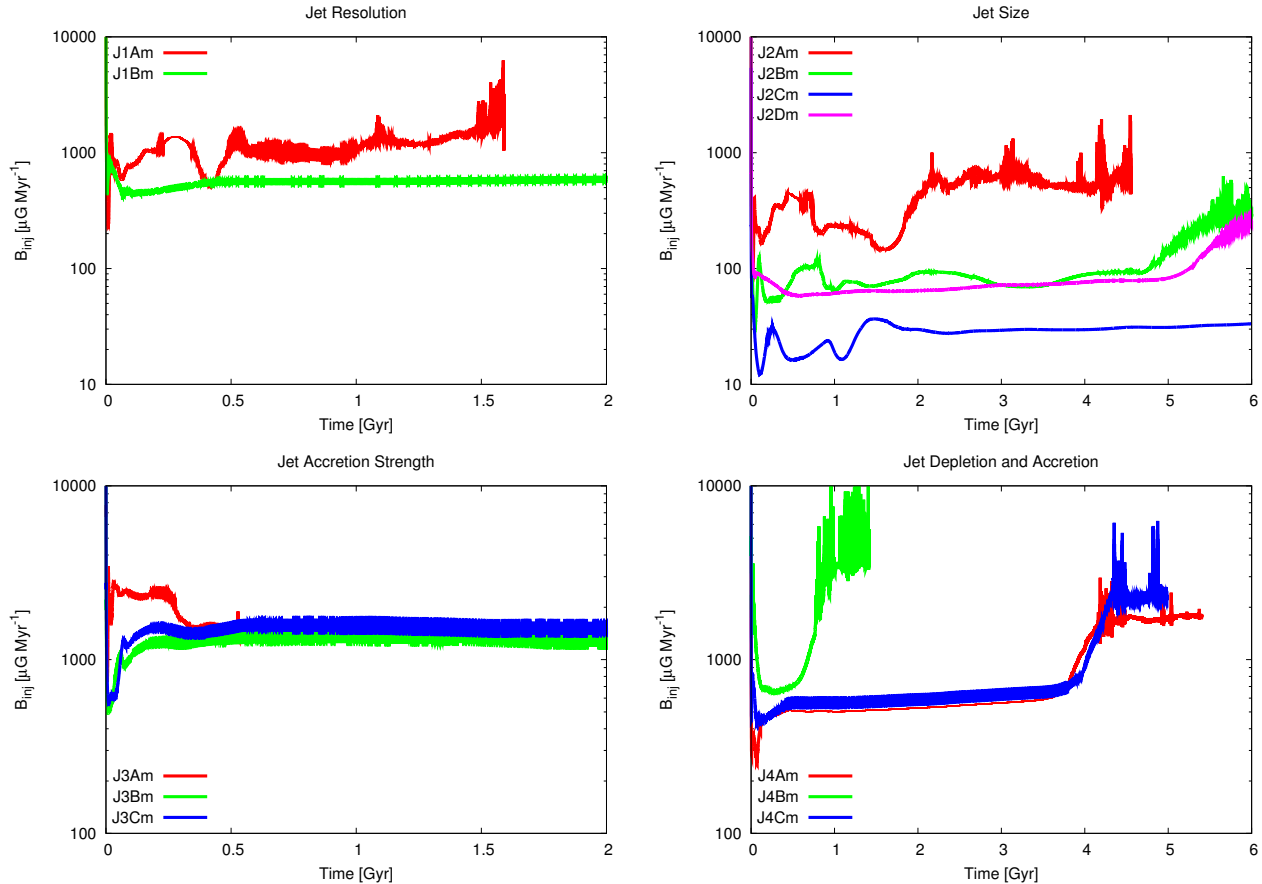 Jet Resolution
10000
1000
100
10
0
0.5
1
1.5
2
B_inj [μG Myr^-1]
Time [Gyr]
J1Am
J1Bm
Jet Size
10000
1000
100
10
0
1
2
3
4
5
6
B_inj [μG Myr^-1]
Time [Gyr]
J2Am
J2Bm
J2Cm
J2Dm
Jet Accretion Strength
10000
1000
100
0
0.5
1
1.5
2
B_inj [μG Myr^-1]
Time [Gyr]
J3Am
J3Bm
J3Cm
Jet Depletion and Accretion
10000
1000
100
0
1
2
3
4
5
6
B_inj [μG Myr^-1]
Time [Gyr]
J4Am
J4Bm
J4Cm